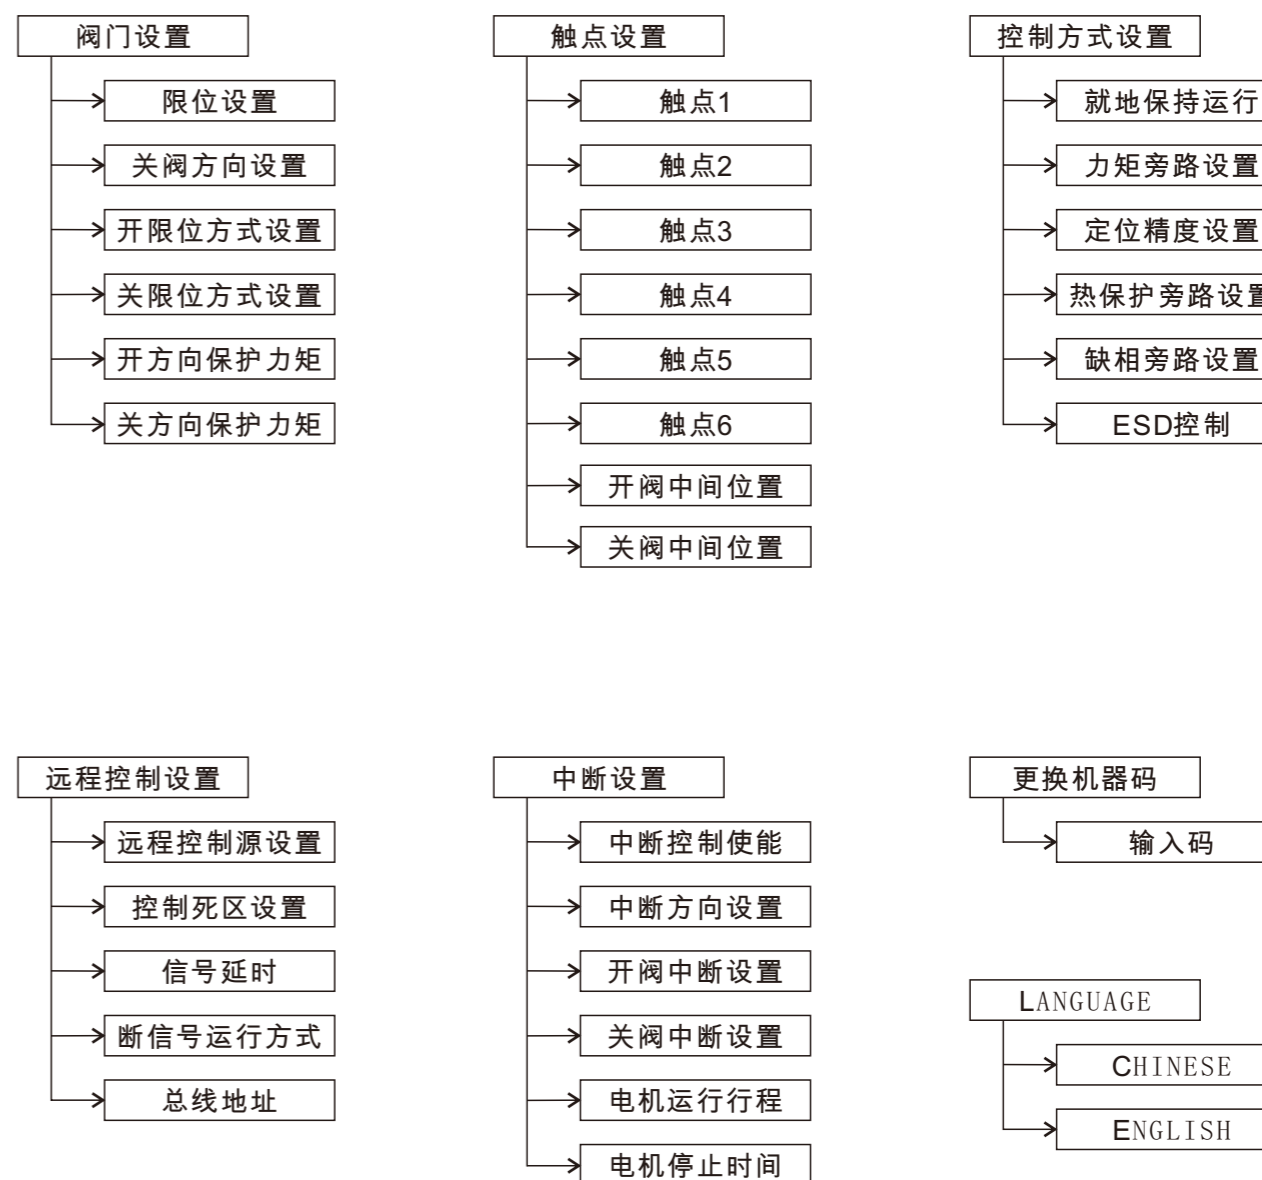 阀门设置
限位设置
关阀方向设置
开限位方式设置
关限位方式设置
开方向保护力矩
关方向保护力矩
触点设置
触点1
触点2
触点3
触点4
触点5
触点6
开阀中间位置
关阀中间位置
控制方式设置
就地保持运行
力矩旁路设置
定位精度设置
热保护旁路设置
缺相旁路设置
ESD控制
远程控制设置
远程控制源设置
控制死区设置
信号延时
断信号运行方式
总线地址
中断设置
中断控制使能
中断方向设置
开阀中断设置
关阀中断设置
电机运行行程
电机停止时间
更换机器码
输入码
LANGUAGE
CHINESE
ENGLISH